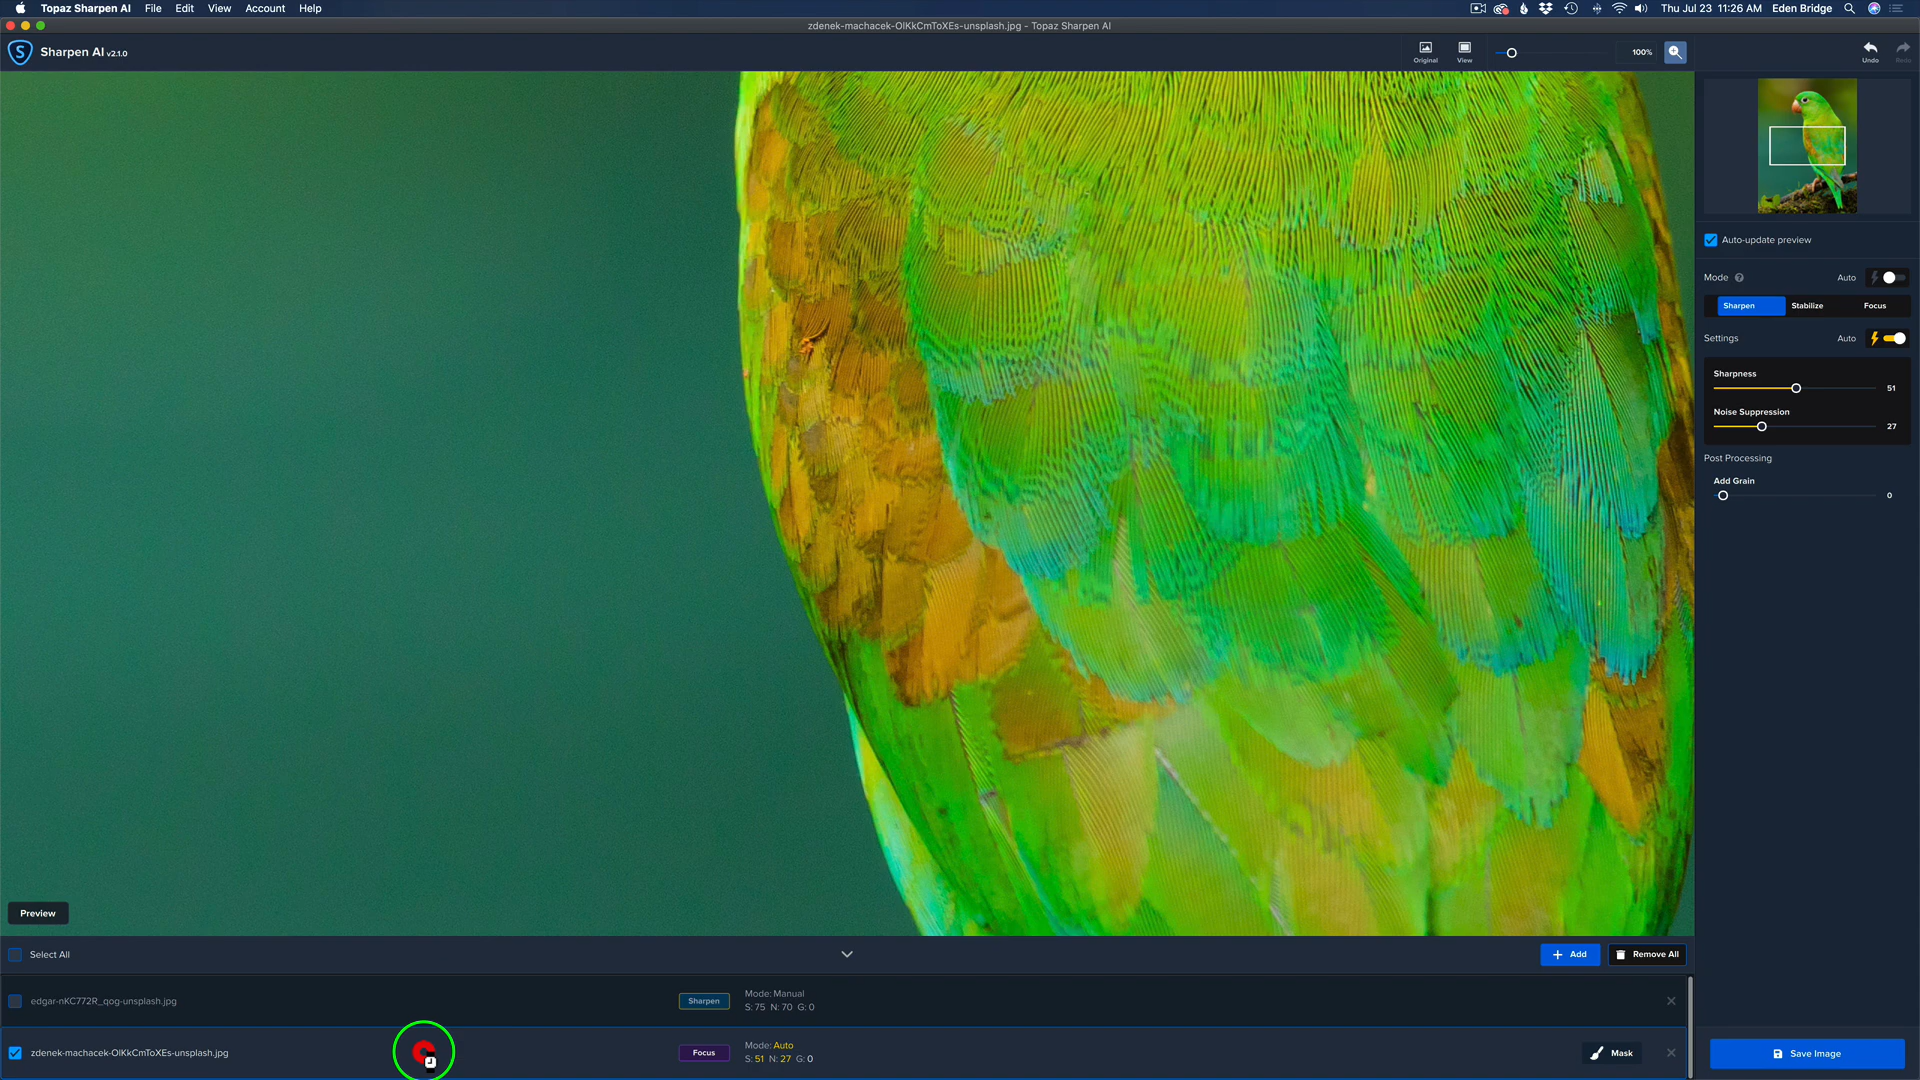 Topaz Sharpen AI File Edit View Account Help Thu Jul 23 11:26 AM Eden Bridge
zdenek-machacek-OlKkCmToXEs-unsplash.jpg - Topaz Sharpen AI
S Sharpen AI v2.1.0
Original View 100% Undo Redo
Auto-update preview
Mode ? Auto
Sharpen Stabilize Focus
Settings Auto
Sharpness
51
Noise Suppression
27
Post Processing
Add Grain
0
Preview
Select All + Add Remove All
edgar-nKC772R_qog-unsplash.jpg Sharpen Mode: Manual
S: 75 N: 70 G: 0
zdenek-machacek-OlKkCmToXEs-unsplash.jpg Focus Mode: Auto
S: 51 N: 27 G: 0
Mask
Save Image